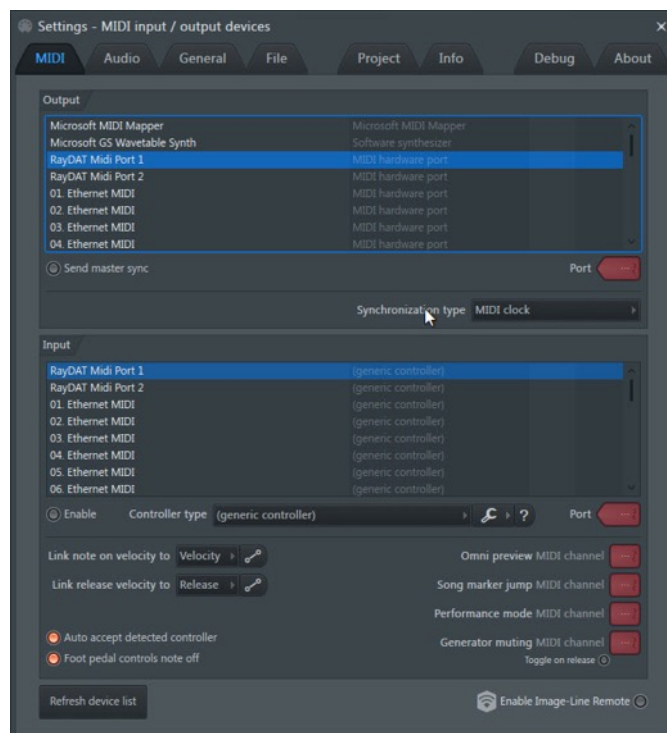 Settings - MIDI input / output devices
MIDI Audio General File Project Info Debug About
Output
Microsoft MIDI Mapper Microsoft MIDI Mapper
Microsoft GS Wavetable Synth Software synthesizer
RayDAT Midi Port 1 MIDI hardware port
RayDAT Midi Port 2 MIDI hardware port
01. Ethernet MIDI MIDI hardware port
02. Ethernet MIDI MIDI hardware port
03. Ethernet MIDI MIDI hardware port
04. Ethernet MIDI MIDI hardware port
Send master sync Port ---
Synchronization type MIDI clock
Input
RayDAT Midi Port 1 (generic controller)
RayDAT Midi Port 2 (generic controller)
01. Ethernet MIDI (generic controller)
02. Ethernet MIDI (generic controller)
03. Ethernet MIDI (generic controller)
04. Ethernet MIDI (generic controller)
05. Ethernet MIDI (generic controller)
06. Ethernet MIDI (generic controller)
Enable Controller type (generic controller) ? Port ---
Link note on velocity to Velocity Omni preview MIDI channel ---
Link release velocity to Release Song marker jump MIDI channel ---
Performance mode MIDI channel ---
Auto accept detected controller Generator muting MIDI channel ---
Foot pedal controls note off Toggle on release
Refresh device list Enable Image-Line Remote